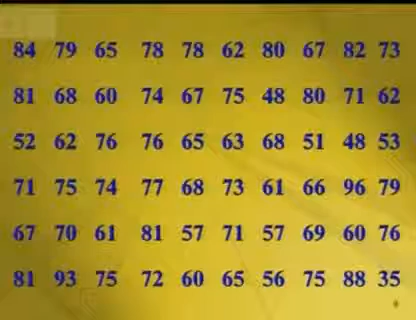 84 79 65 78 78 62 80 67 82 73
81 68 60 74 67 75 48 80 71 62
52 62 76 76 65 63 68 51 48 53
71 75 74 77 68 73 61 66 96 79
67 70 61 81 57 71 57 69 60 76
81 93 75 72 60 65 56 75 88 35